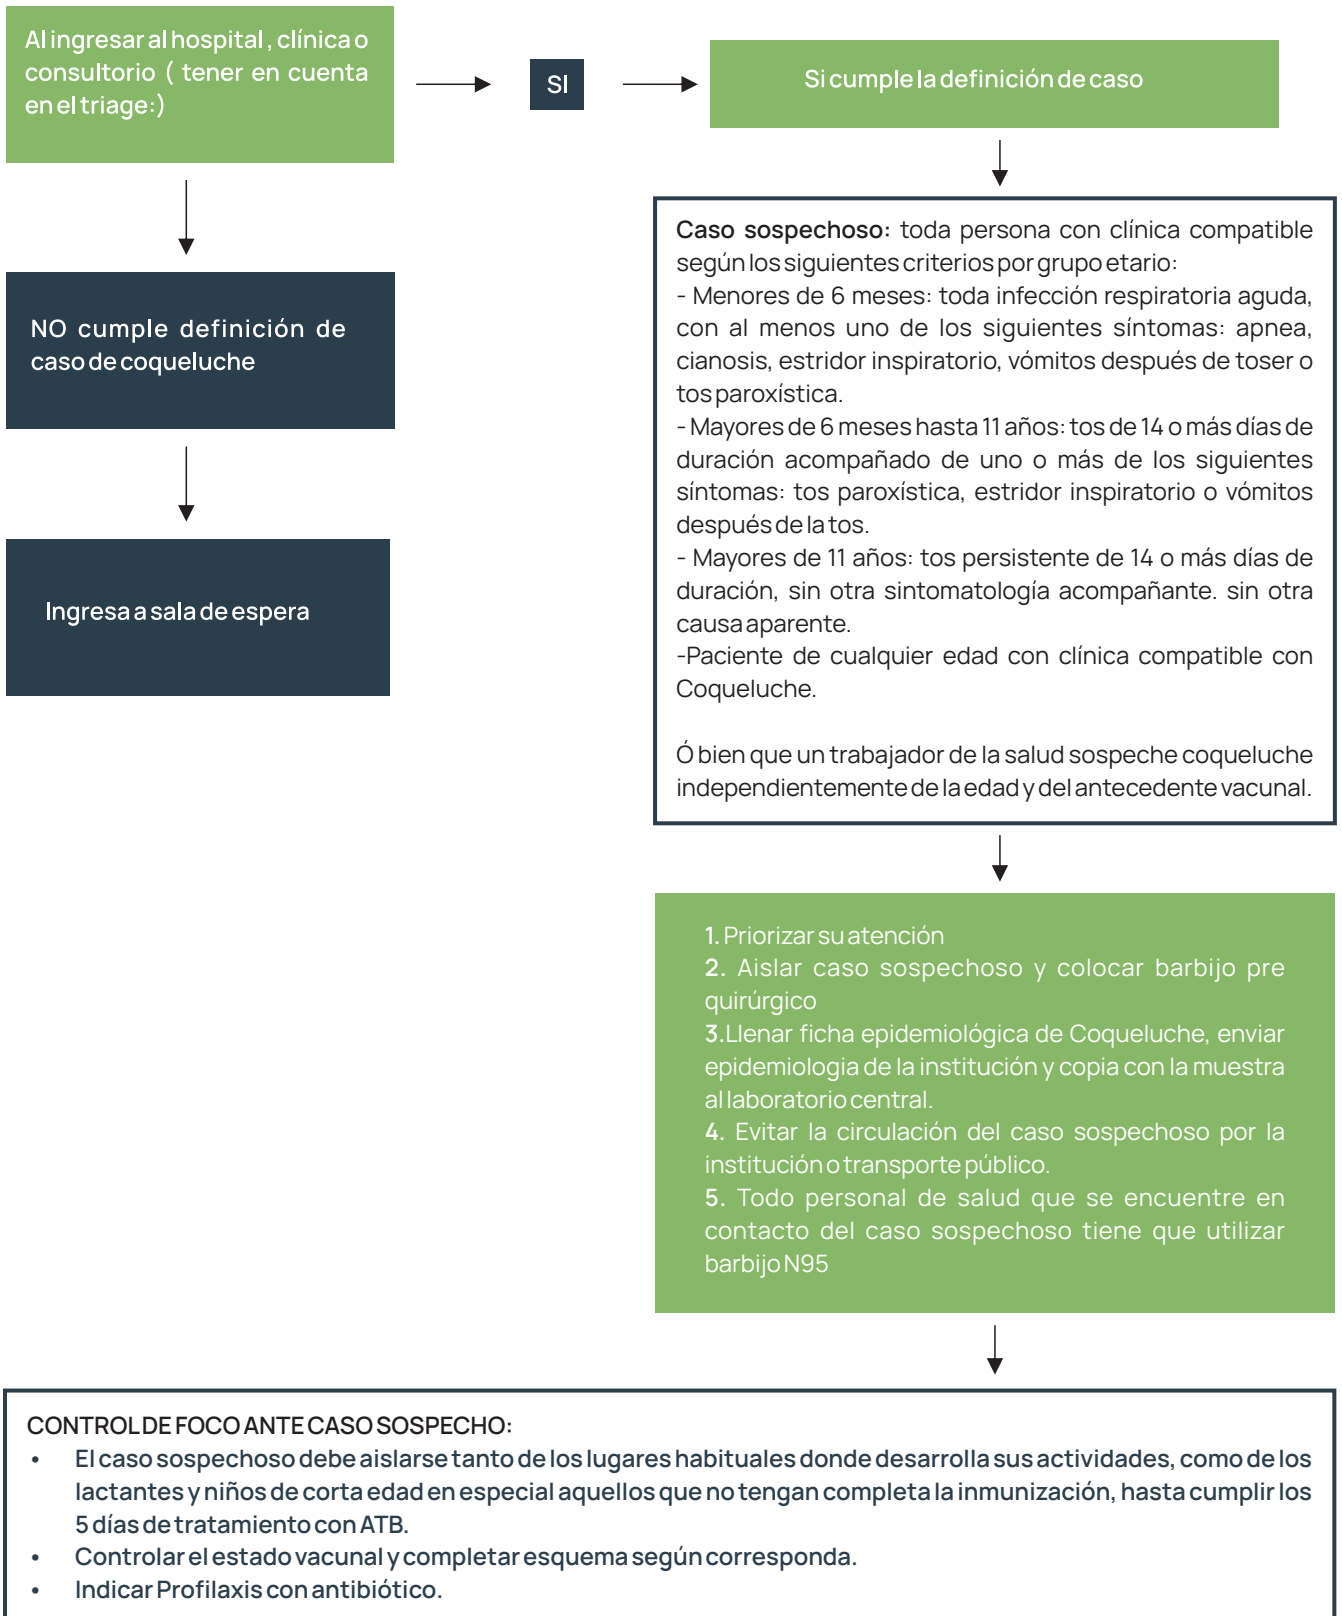 Al ingresar al hospital , clínica o
consultorio ( tener en cuenta
en el triage:)
SI
Si cumple la definición de caso
NO cumple definición de
caso de coqueluche
Ingresa a sala de espera
Caso sospechoso: toda persona con clínica compatible
según los siguientes criterios por grupo etario:
- Menores de 6 meses: toda infección respiratoria aguda,
con al menos uno de los siguientes síntomas: apnea,
cianosis, estridor inspiratorio, vómitos después de toser o
tos paroxística.
- Mayores de 6 meses hasta 11 años: tos de 14 o más días de
duración acompañado de uno o más de los siguientes
síntomas: tos paroxística, estridor inspiratorio o vómitos
después de la tos.
- Mayores de 11 años: tos persistente de 14 o más días de
duración, sin otra sintomatología acompañante. sin otra
causa aparente.
-Paciente de cualquier edad con clínica compatible con
Coqueluche.
Ó bien que un trabajador de la salud sospeche coqueluche
independientemente de la edad y del antecedente vacunal.
1. Priorizar su atención
2. Aislar caso sospechoso y colocar barbijo pre
quirúrgico
3.Llenar ficha epidemiológica de Coqueluche, enviar
epidemiologia de la institución y copia con la muestra
al laboratorio central.
4. Evitar la circulación del caso sospechoso por la
institución o transporte público.
5. Todo personal de salud que se encuentre en
contacto del caso sospechoso tiene que utilizar
barbijo N95
CONTROL DE FOCO ANTE CASO SOSPECHO:
• El caso sospechoso debe aislarse tanto de los lugares habituales donde desarrolla sus actividades, como de los
lactantes y niños de corta edad en especial aquellos que no tengan completa la inmunización, hasta cumplir los
5 días de tratamiento con ATB.
• Controlar el estado vacunal y completar esquema según corresponda.
• Indicar Profilaxis con antibiótico.